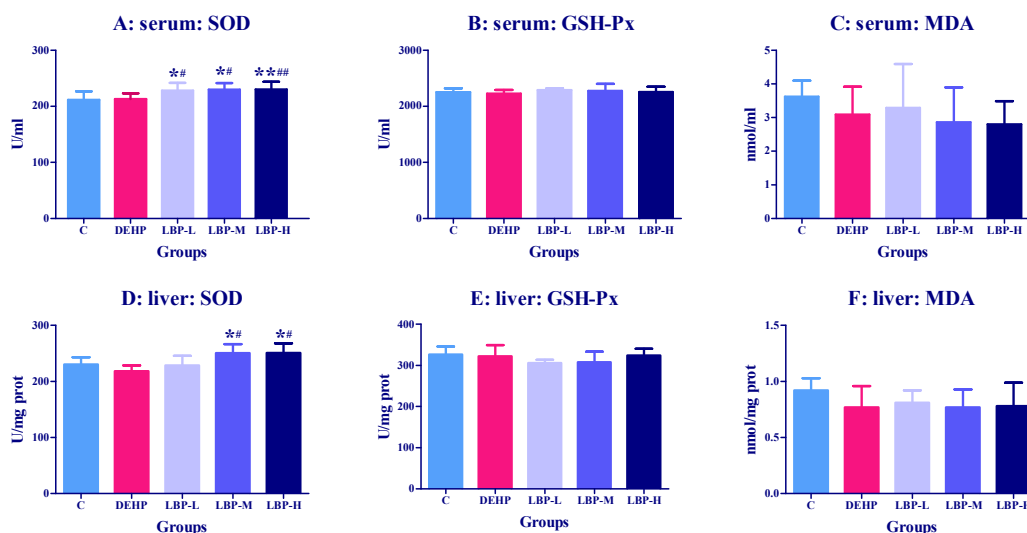 A: serum: SOD
300
200
100
0
U/ml
*# *# **##
C DEHP LBP-L LBP-M LBP-H
Groups
B: serum: GSH-Px
3000
2000
1000
0
U/ml
C DEHP LBP-L LBP-M LBP-H
Groups
C: serum: MDA
5
4
3
2
1
0
nmol/ml
C DEHP LBP-L LBP-M LBP-H
Groups
D: liver: SOD
300
200
100
0
U/mg prot
*# *#
C DEHP LBP-L LBP-M LBP-H
Groups
E: liver: GSH-Px
400
300
200
100
0
U/mg prot
C DEHP LBP-L LBP-M LBP-H
Groups
F: liver: MDA
1.5
1.0
0.5
0.0
nmol/mg prot
C DEHP LBP-L LBP-M LBP-H
Groups